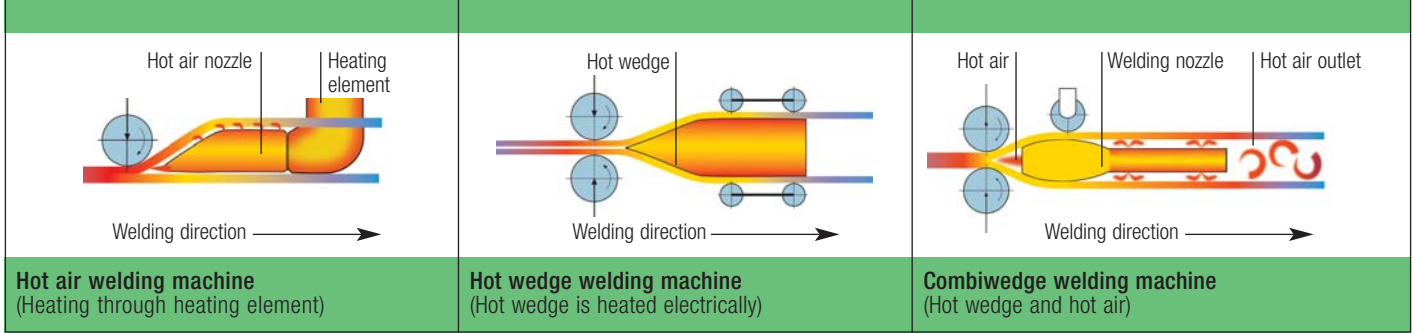 Hot air nozzle
Heating
element
Welding direction
Hot air welding machine
(Heating through heating element)
Hot wedge
Welding direction
Hot wedge welding machine
(Hot wedge is heated electrically)
Hot air
Welding nozzle
Hot air outlet
Welding direction
Combiwedge welding machine
(Hot wedge and hot air)